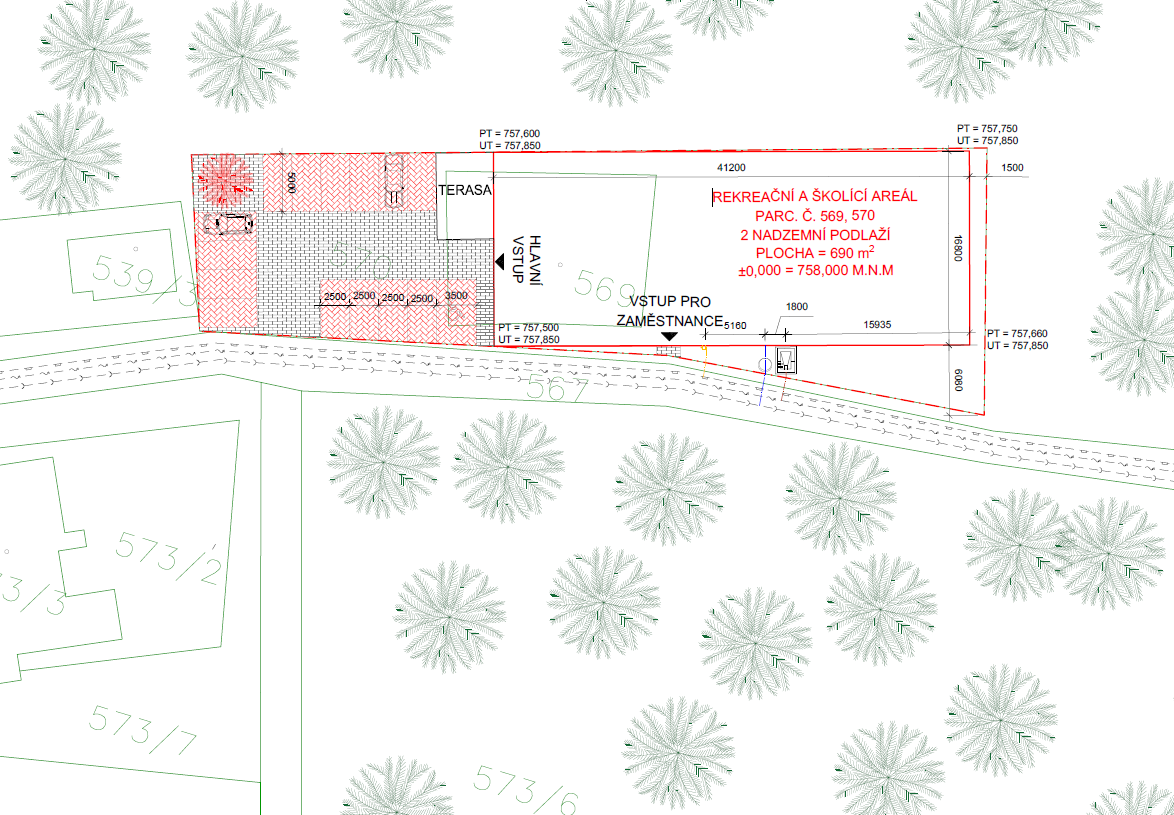 PT = 757,600
UT = 757,850
PT = 757,750
UT = 757,850
41200
1500
5000
TERASA
REKREAČNÍ A ŠKOLÍCÍ AREÁL
PARC. Č. 569, 570
2 NADZEMNÍ PODLAŽÍ
PLOCHA = 690 m²
±0,000 = 758,000 M.N.M
16800
HLAVNÍ
VSTUP
570
539/3
569
2500
2500
2500
2500
3500
VSTUP PRO
ZAMĚSTNANCE
5160
1800
15935
PT = 757,500
UT = 757,850
PT = 757,660
UT = 757,850
6080
567
573/2
3/3
573/7
573/6